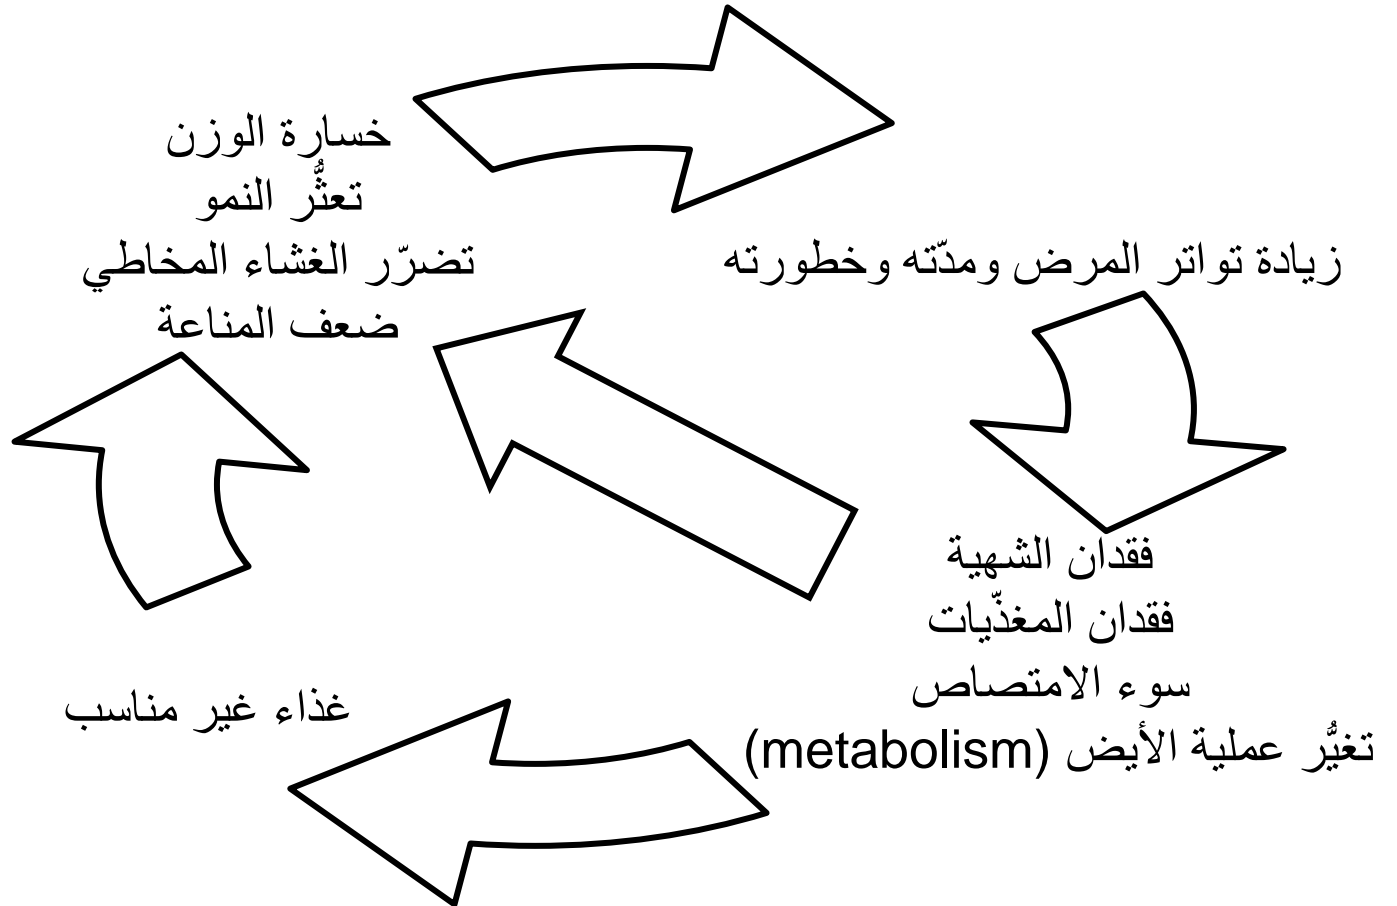 خسارة الوزن
تعثُّر النمو
تضرّر الغشاء المخاطي
ضعف المناعة
زيادة تواتر المرض ومدّته وخطورته
فقدان الشهية
فقدان المغذّيات
سوء الامتصاص
تغيُّر عملية الأيض (metabolism)
غذاء غير مناسب